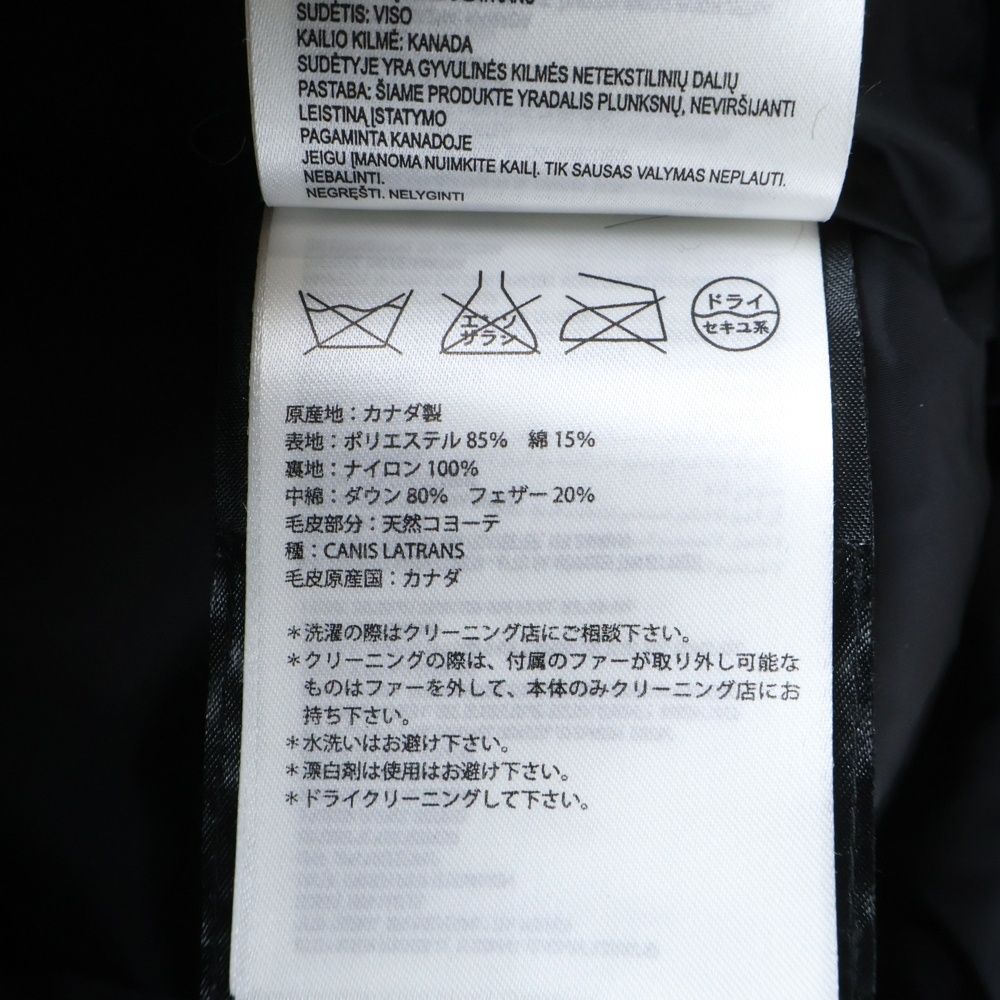 SUDĖTIS: VISO
KAILIO KILMĖ: KANADA
SUDĖTYJE YRA GYVULINĖS KILMĖS NETEKSTILINIŲ DALIŲ
PASTABA: ŠIAME PRODUKTE YRADALIS PLUNKSNŲ, NEVIRŠIJANTI
LEISTINĄ ĮSTATYMO
PAGAMINTA KANADOJE
JEIGU ĮMANOMA NUIMKITE KAILĮ. TIK SAUSAS VALYMAS NEPLAUTI.
NEBALINTI.
NEGRĘŠTI. NELYGINTI
エンソ
サラシ
ドライ
セキユ系
原産地：カナダ製
表地：ポリエステル 85%　綿 15%
裏地：ナイロン 100%
中綿：ダウン 80%　フェザー 20%
毛皮部分：天然コヨーテ
種：CANIS LATRANS
毛皮原産国：カナダ
＊洗濯の際はクリーニング店にご相談下さい。
＊クリーニングの際は、付属のファーが取り外し可能な
ものはファーを外して、本体のみクリーニング店にお
持ち下さい。
＊水洗いはお避け下さい。
＊漂白剤は使用はお避け下さい。
＊ドライクリーニングして下さい。